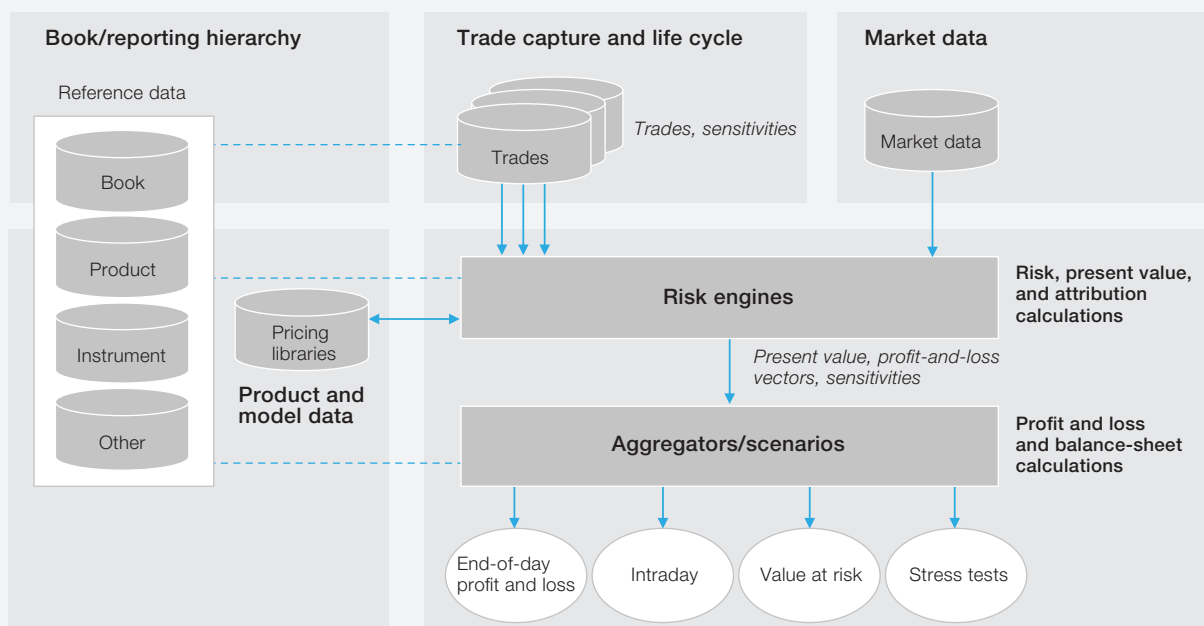 Book/reporting hierarchy
Reference data
Book
Product
Instrument
Other
Pricing
libraries
Product and
model data
Trade capture and life cycle
Trades, sensitivities
Trades
Market data
Market data
Risk engines
Risk, present value,
and attribution
calculations
Present value, profit-and-loss
vectors, sensitivities
Aggregators/scenarios
Profit and loss
and balance-sheet
calculations
End-of-day
profit and loss
Intraday
Value at risk
Stress tests